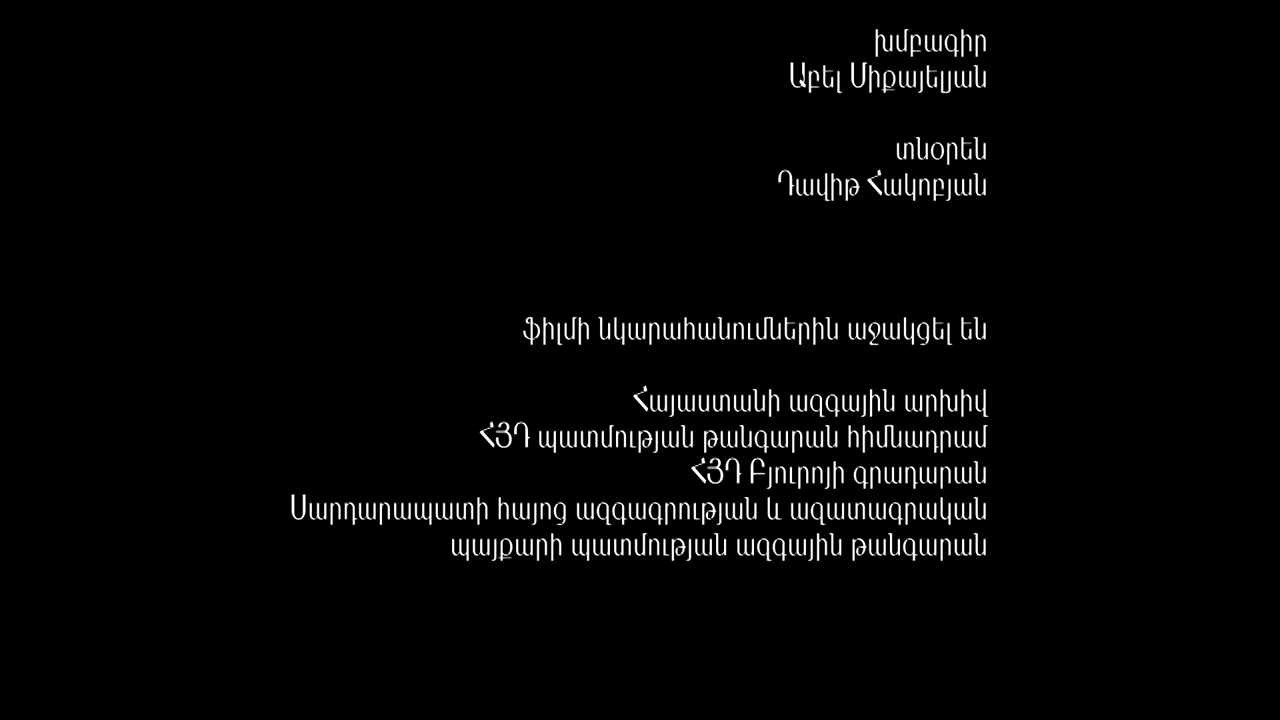 խմբագիր
Աբել Միքայելյան
տնօրեն
Դավիթ Հակոբյան
ֆիլմի նկարահանումներին աջակցել են
Հայաստանի ազգային արխիվ
ՀՅԴ պատմության թանգարան հիմնադրամ
ՀՅԴ Բյուրոյի գրադարան
Սարդարապատի հայոց ազգագրության և ազատագրական
պայքարի պատմության ազգային թանգարան